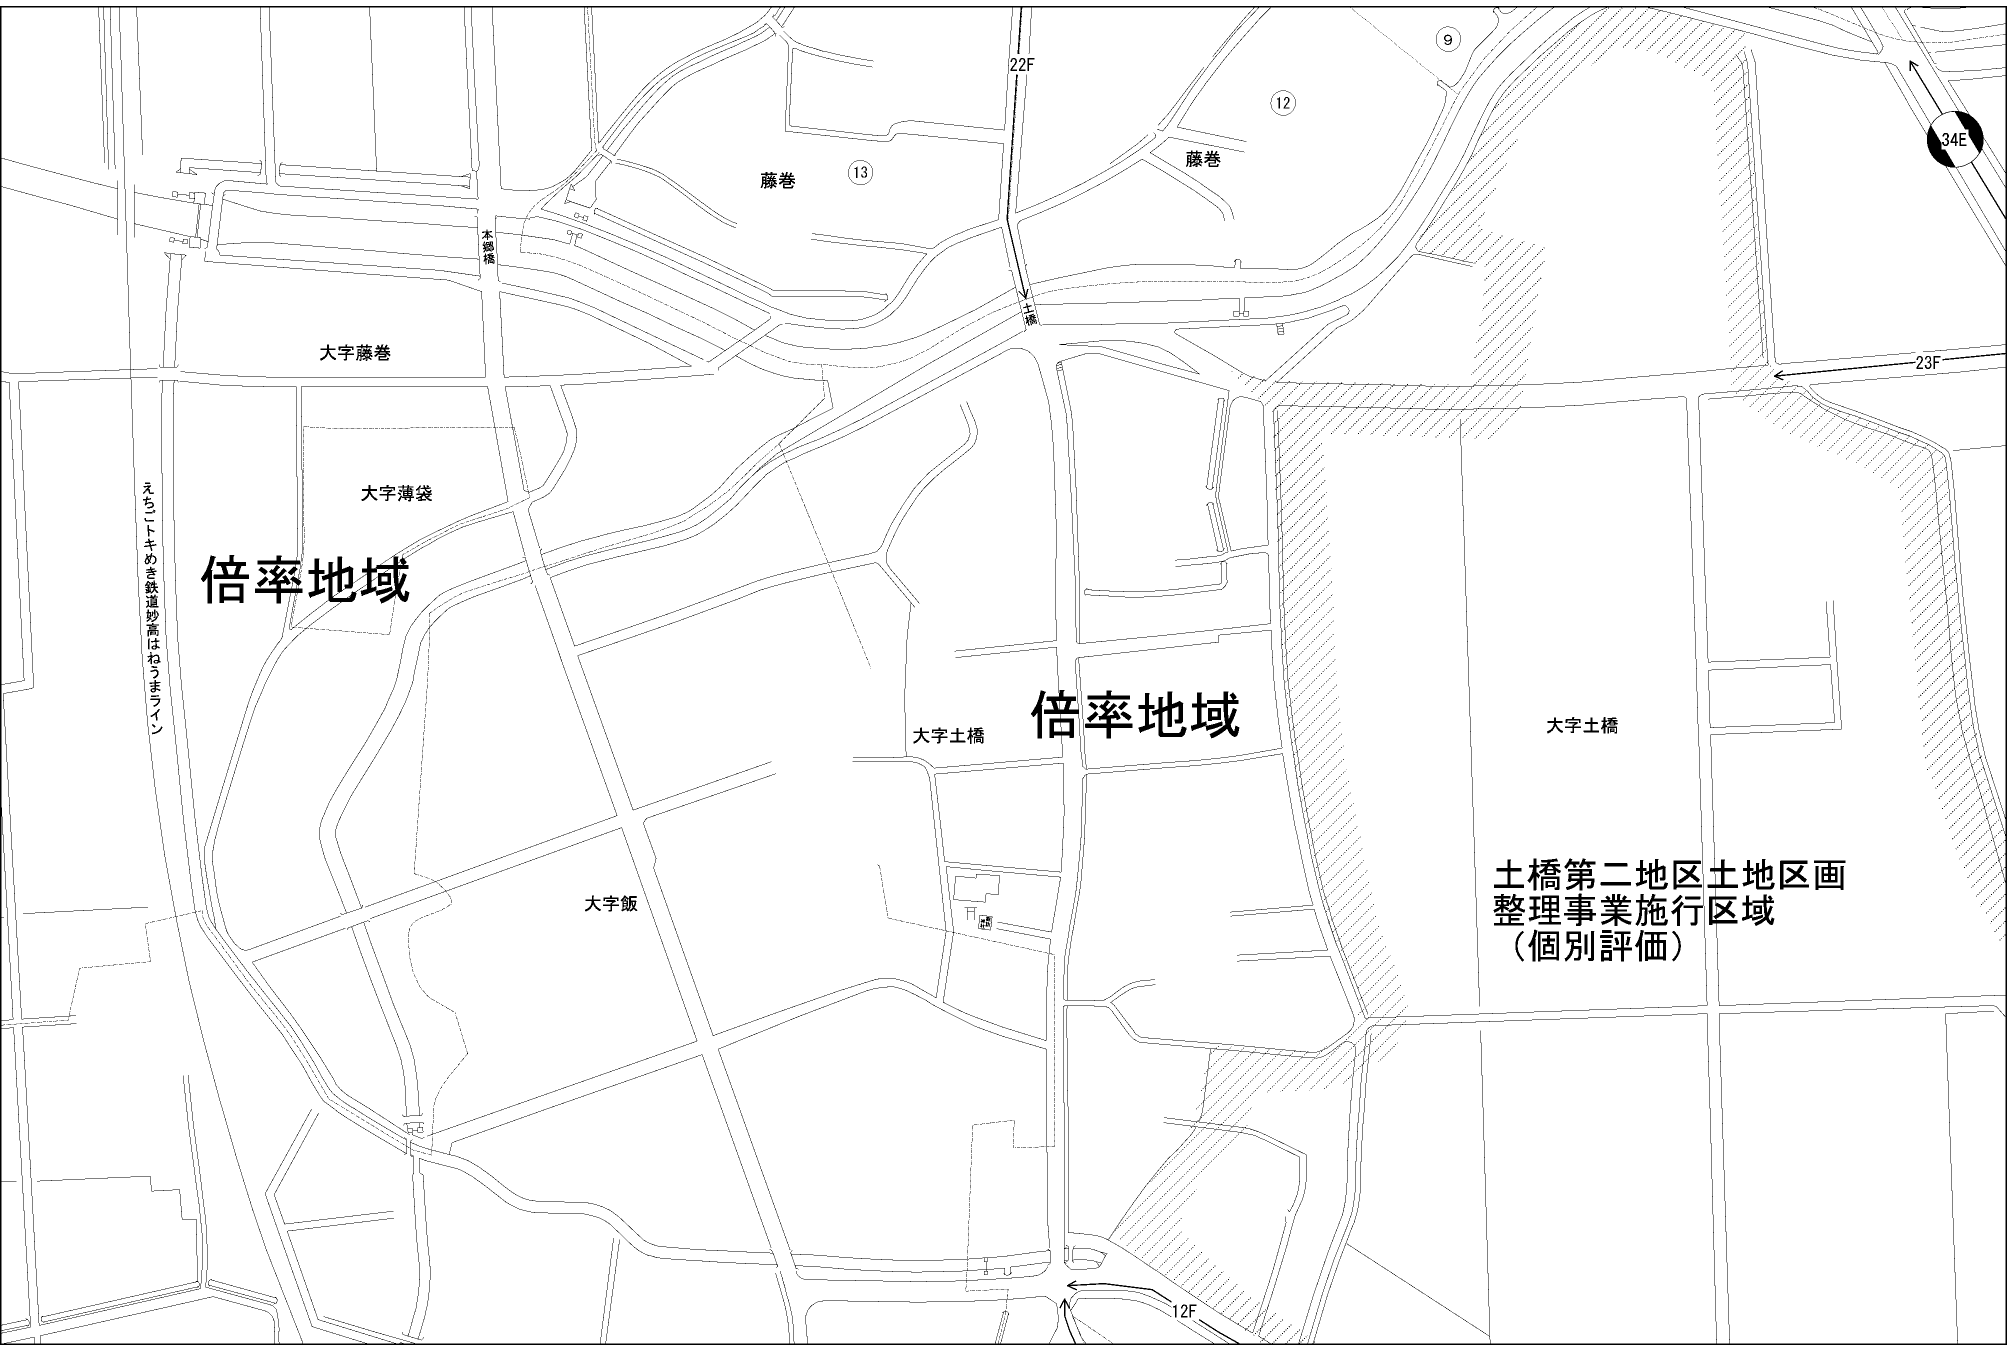 9
22F
12
34E
藤巻
13
藤巻
本郷橋
土橋
大字藤巻
23F
大字薄袋
えちごトキめき鉄道妙高はねうまライン
倍率地域
倍率地域
大字土橋
大字土橋
土橋第二地区土地区画
整理事業施行区域
（個別評価）
大字飯
12F